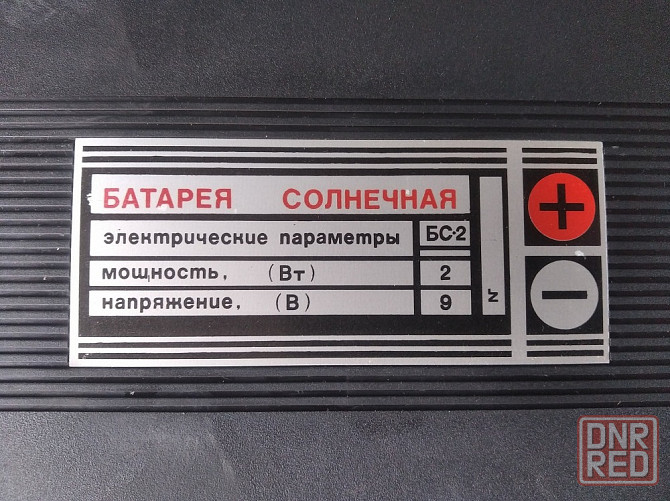 БАТАРЕЯ СОЛНЕЧНАЯ
электрические параметры БС-2
мощность, (Вт) 2
напряжение, (В) 9
№
+
−
DNR
RED